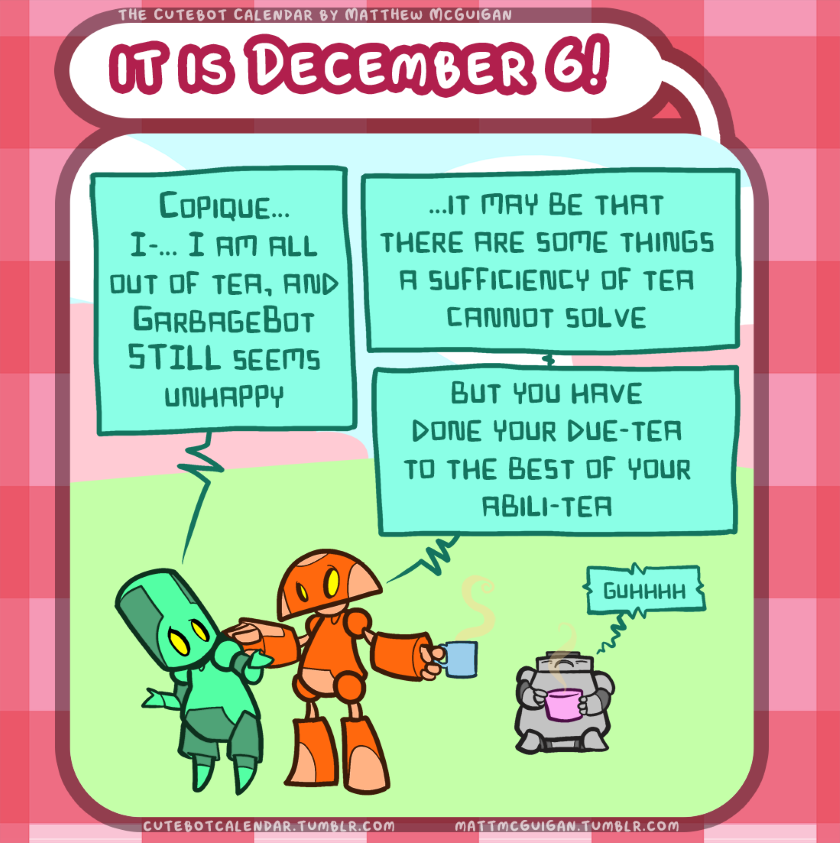 THE CUTEBOT CALENDAR BY MATTHEW MCGUIGAN
IT IS DECEMBER 6!
COPIQUE...
I-... I AM ALL
OUT OF TEA, AND
GARBAGEBOT
STILL SEEMS
UNHAPPY
...IT MAY BE THAT
THERE ARE SOME THINGS
A SUFFICIENCY OF TEA
CANNOT SOLVE
BUT YOU HAVE
DONE YOUR DUE-TEA
TO THE BEST OF YOUR
ABILI-TEA
GUHHHH
CUTEBOTCALENDAR.TUMBLR.COM
MATTMCGUIGAN.TUMBLR.COM